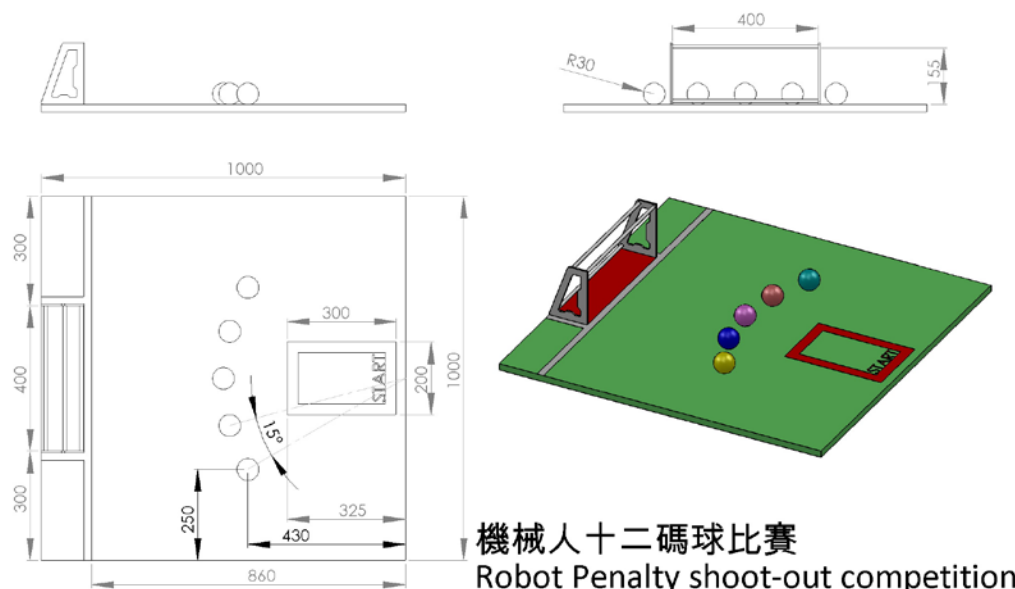 400
R30
155
1000
300
300
START
200
1000
400
15°
300
250
325
430
860
START
機械人十二碼球比賽
Robot Penalty shoot-out competition